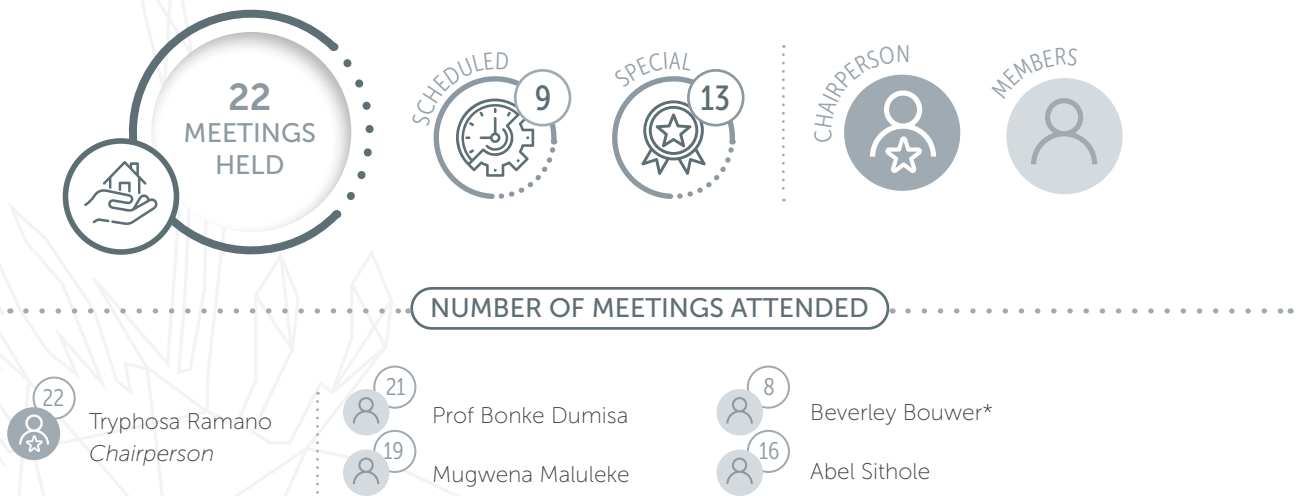 22
MEETINGS
HELD
SCHEDULED
9
SPECIAL
13
CHAIRPERSON
MEMBERS
NUMBER OF MEETINGS ATTENDED
22
Tryphosa Ramano
Chairperson
21
Prof Bonke Dumisa
19
Mugwena Maluleke
8
Beverley Bouwer*
16
Abel Sithole